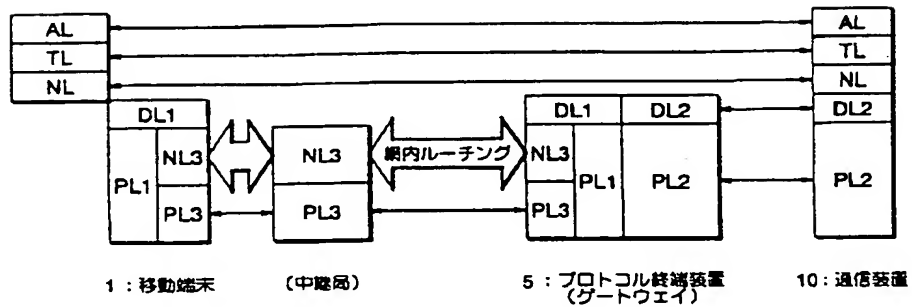 AL
TL
NL
DL1
PL1
NL3
PL3
NL3
PL3
網内ルーチング
DL1
DL2
NL3
PL3
PL1
PL2
AL
TL
NL
DL2
PL2
1：移動端末
（中継局）
5：プロトコル終端装置
（ゲートウェイ）
10：通信装置